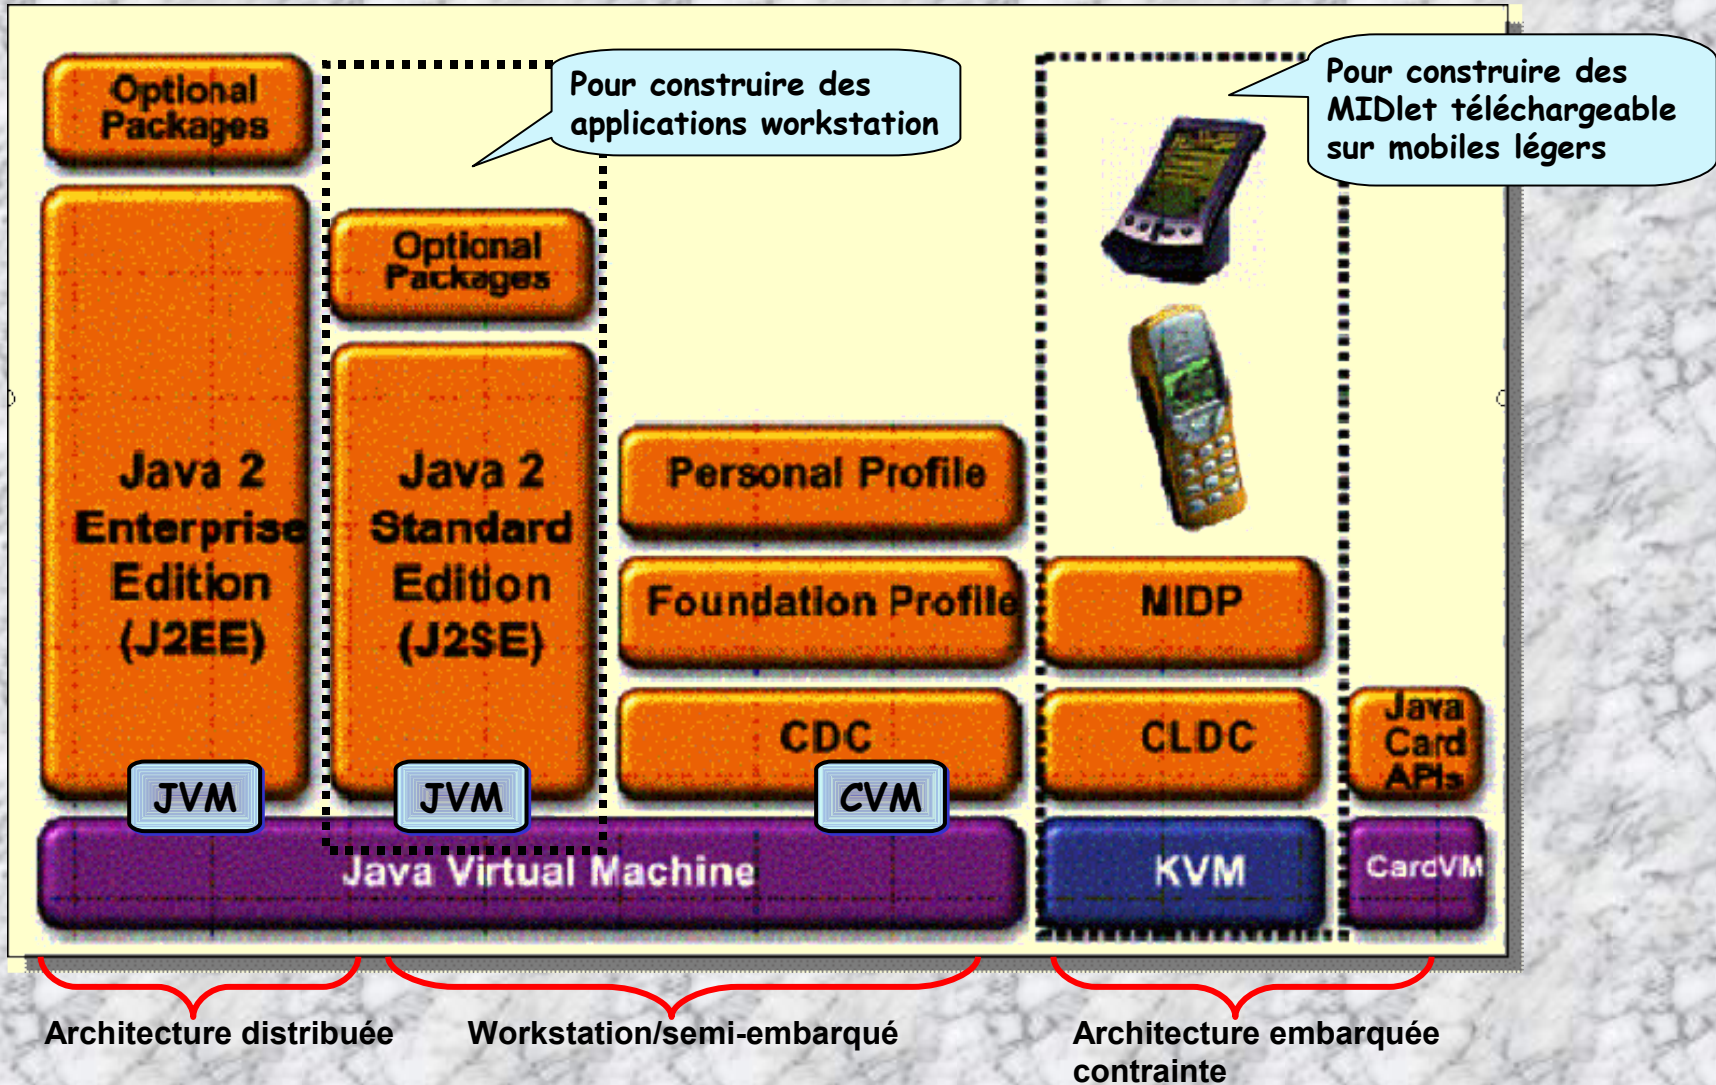 Optional
Packages
Pour construire des
applications workstation
Pour construire des
MIDlet téléchargeable
sur mobiles légers
Optional
Packages
Java 2
Enterprise
Edition
(J2EE)
Java 2
Standard
Edition
(J2SE)
Personal Profile
Foundation Profile
MIDP
CDC
CLDC
Java
Card
APIs
JVM
JVM
CVM
Java Virtual Machine
KVM
CardVM
Architecture distribuée
Workstation/semi-embarqué
Architecture embarquée
contrainte